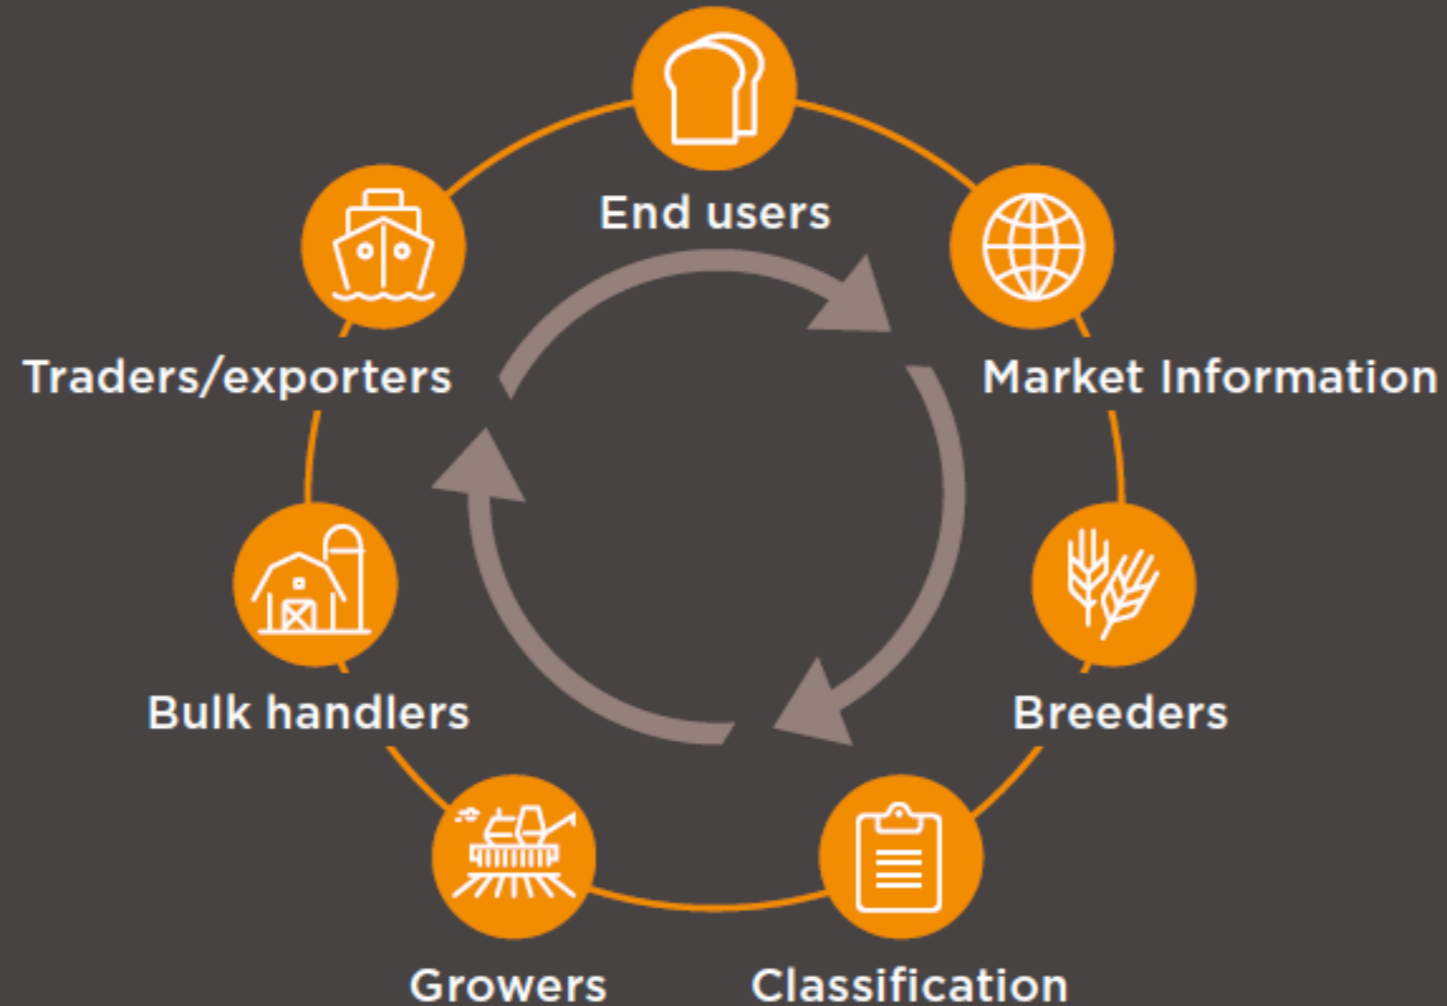 End users
Traders/exporters
Market Information
Bulk handlers
Breeders
Growers
Classification